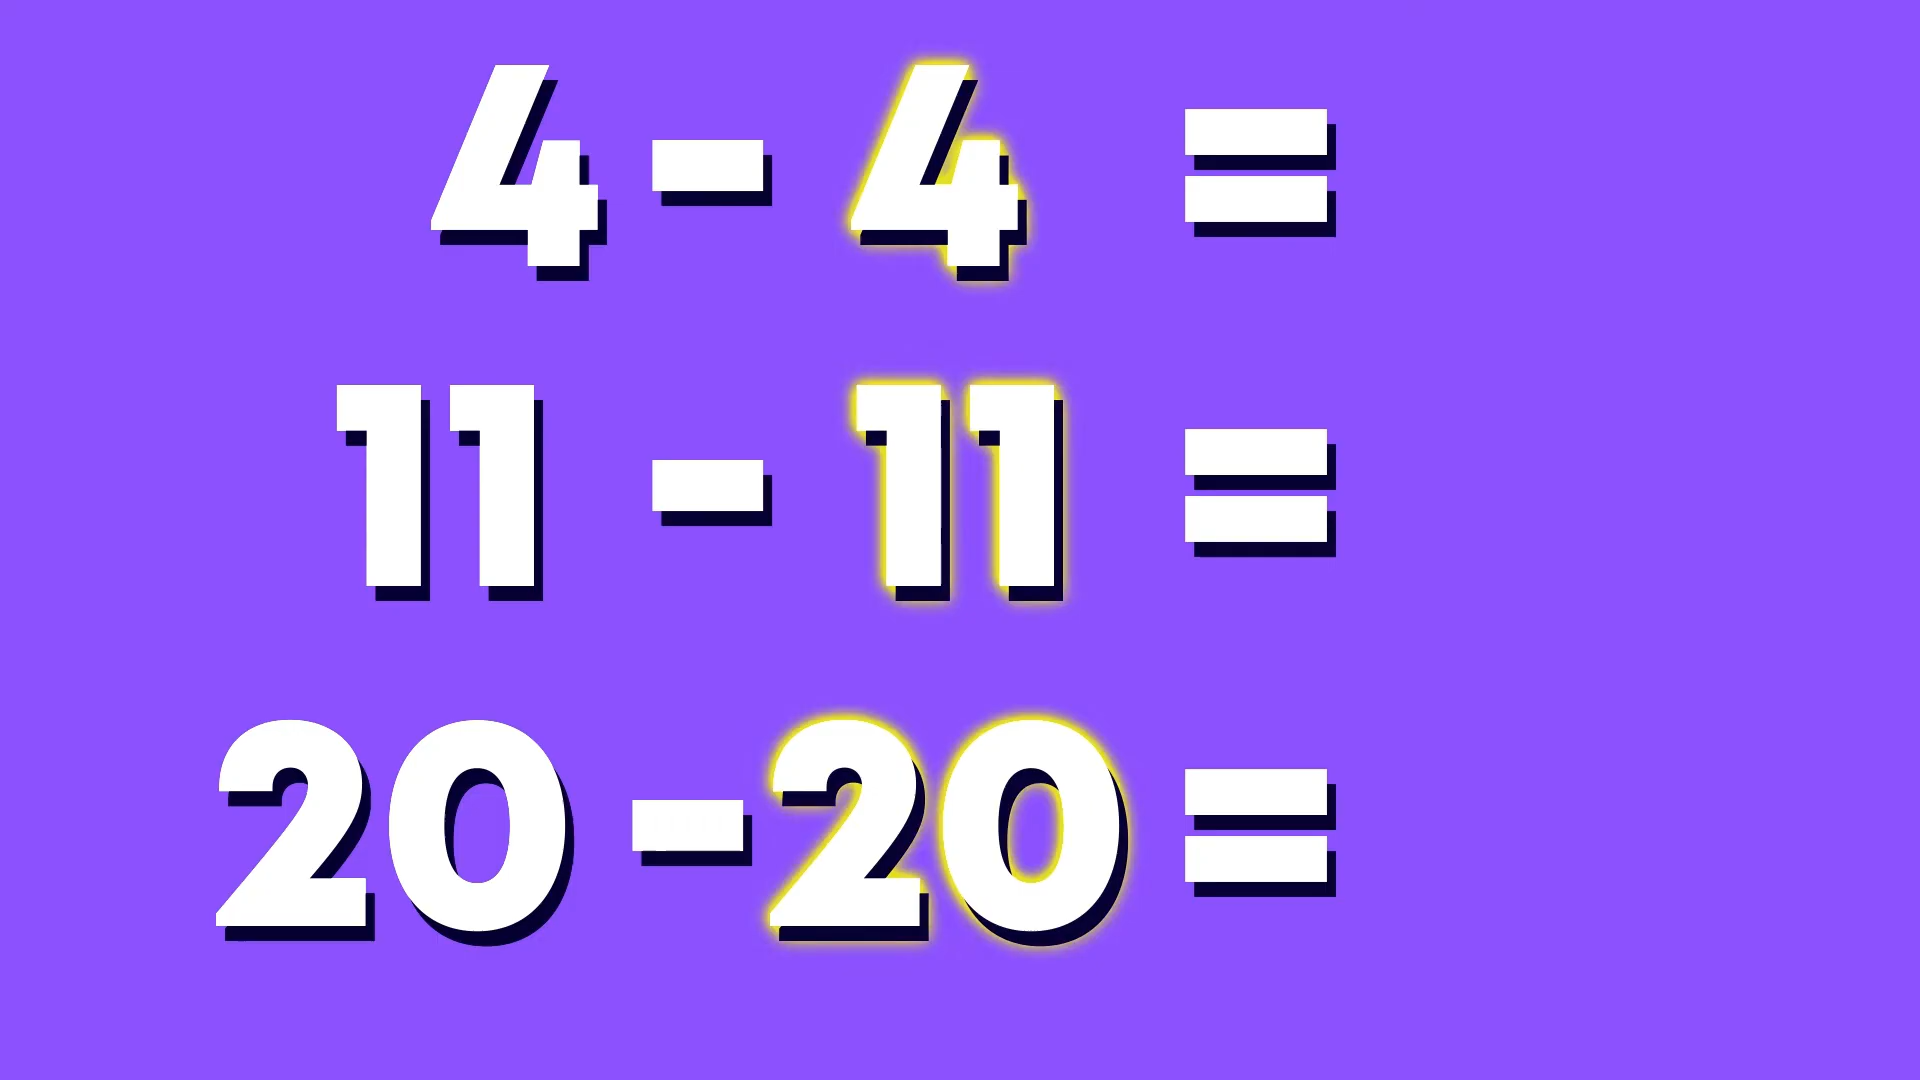 4 - 4 =
11 - 11 =
20 - 20 =